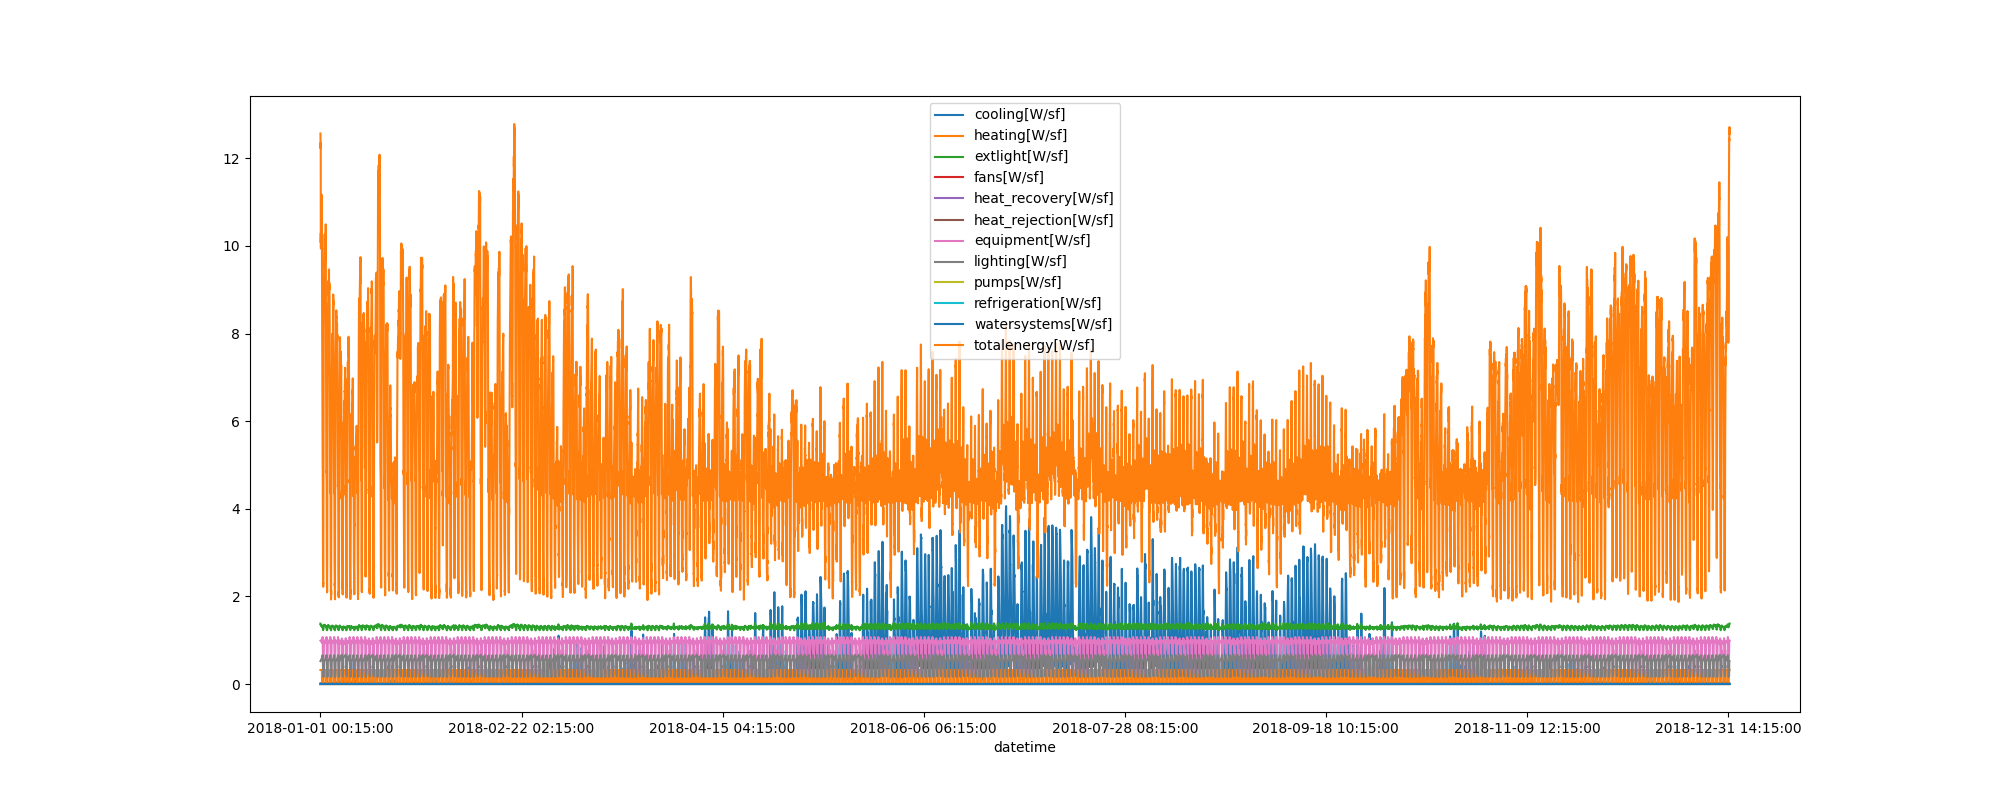 cooling[W/sf]
heating[W/sf]
extlight[W/sf]
fans[W/sf]
heat_recovery[W/sf]
heat_rejection[W/sf]
equipment[W/sf]
lighting[W/sf]
pumps[W/sf]
refrigeration[W/sf]
watersystems[W/sf]
totalenergy[W/sf]
12
10
8
6
4
2
0
2018-01-01 00:15:00 2018-02-22 02:15:00 2018-04-15 04:15:00 2018-06-06 06:15:00 2018-07-28 08:15:00 2018-09-18 10:15:00 2018-11-09 12:15:00 2018-12-31 14:15:00
datetime